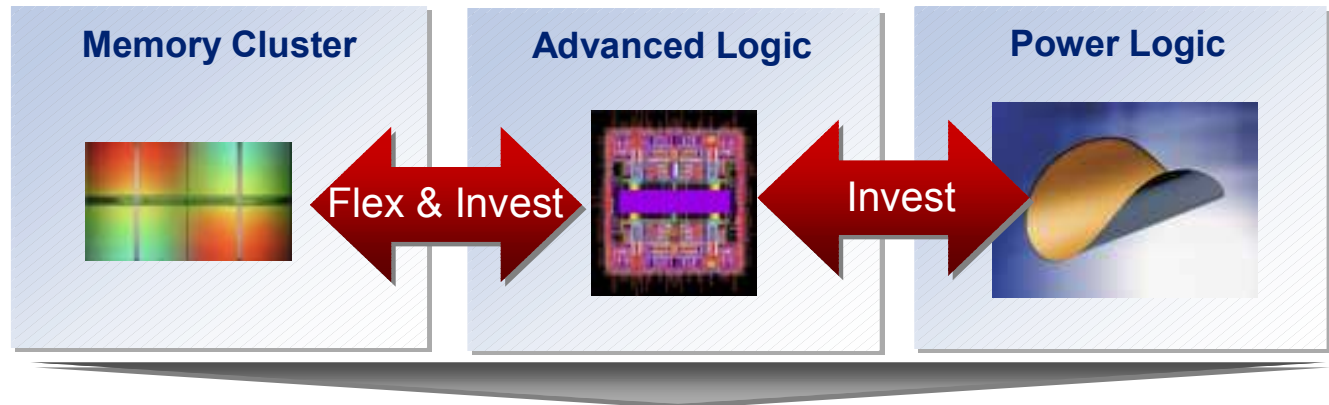 Memory Cluster
Advanced Logic
Power Logic
Flex & Invest
Invest